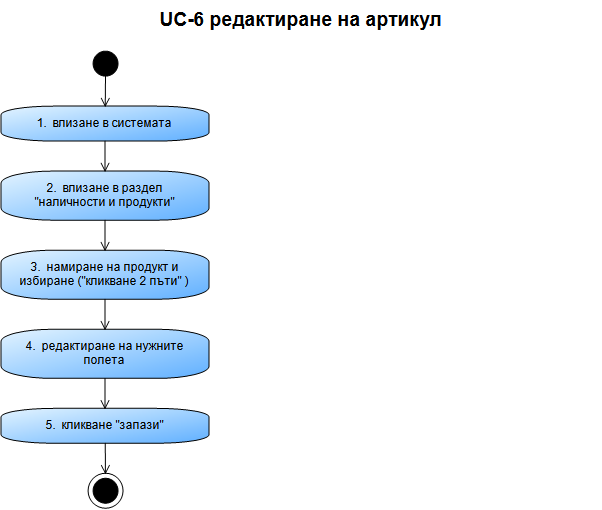 UC-6 редактиране на артикул
1. влизане в системата
2. влизане в раздел
"наличности и продукти"
3. намиране на продукт и
избиране ("кликване 2 пъти" )
4. редактиране на нужните
полета
5. кликване "запази"